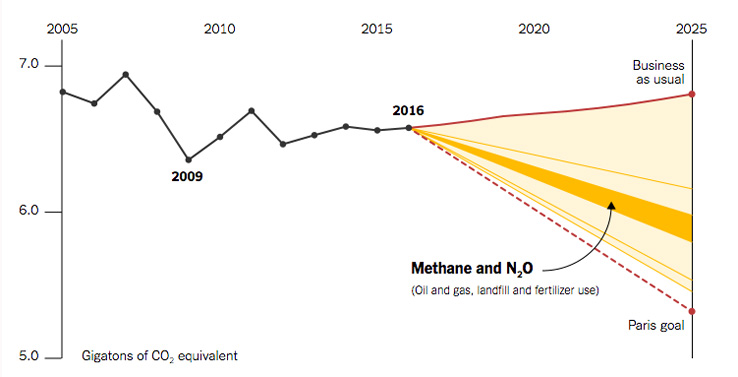 2005 2010 2015 2020 2025
7.0
Business
as usual
2016
2009
6.0
Methane and N₂O
(Oil and gas, landfill and fertilizer use)
Paris goal
5.0 Gigatons of CO₂ equivalent